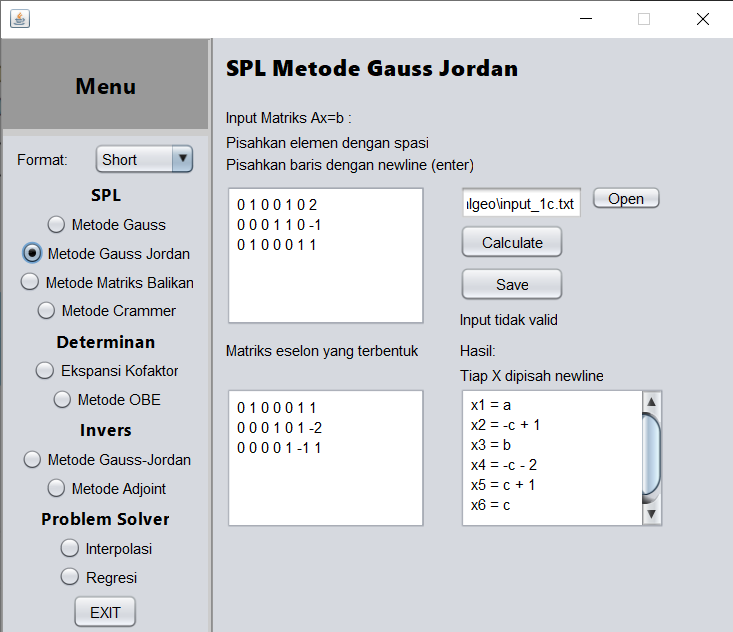 Menu
Format:
Short
SPL
Metode Gauss
Metode Gauss Jordan
Metode Matriks Balikan
Metode Crammer
Determinan
Ekspansi Kofaktor
Metode OBE
Invers
Metode Gauss-Jordan
Metode Adjoint
Problem Solver
Interpolasi
Regresi
EXIT
SPL Metode Gauss Jordan
Input Matriks Ax=b :
Pisahkan elemen dengan spasi
Pisahkan baris dengan newline (enter)
0 1 0 0 1 0 2
0 0 0 1 1 0 -1
0 1 0 0 0 1 1
lgeo\input_1c.txt
Open
Calculate
Save
Input tidak valid
Matriks eselon yang terbentuk
0 1 0 0 0 1 1
0 0 0 1 0 1 -2
0 0 0 0 1 -1 1
Hasil:
Tiap X dipisah newline
x1 = a
x2 = -c + 1
x3 = b
x4 = -c - 2
x5 = c + 1
x6 = c